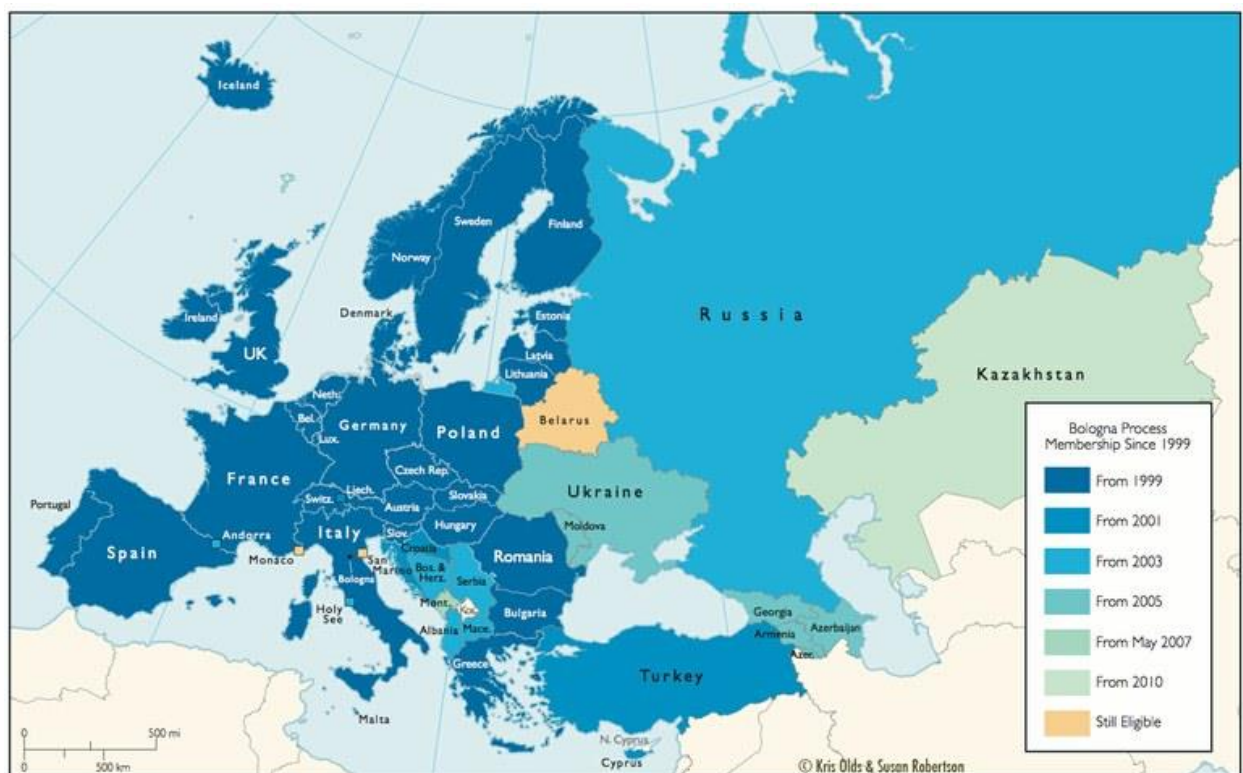 Iceland
Sweden
Finland
Norway
Russia
Denmark
Estonia
Ireland
UK
Latvia
Lithuania
Kazakhstan
Neth.
Belarus
Bel.
Germany
Poland
Lux.
Czech Rep.
France
Ukraine
Liech.
Switz.
Slovakia
Austria
Portugal
Hungary
Moldova
Andorra
Italy
Slov.
Croatia
Romania
Spain
Monaco
San
Marino
Bos. &
Herz.
Serbia
Bologna
Mont.
Kos.
Bulgaria
Holy
See
Albania
Mace.
Georgia
Armenia
Azerbaijan
Azer.
Greece
Turkey
Malta
N. Cyprus
Cyprus
0 500 mi
0 500 km
Bologna Process
Membership Since 1999
From 1999
From 2001
From 2003
From 2005
From May 2007
From 2010
Still Eligible
© Kris Olds & Susan Robertson